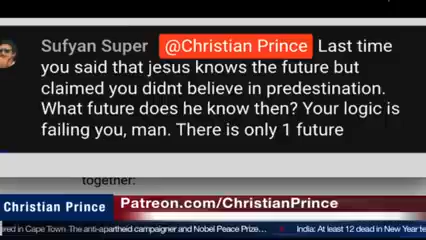 Sufyan Super @Christian Prince Last time
you said that jesus knows the future but
claimed you didnt believe in predestination.
What future does he know then? Your logic is
failing you, man. There is only 1 future
together:
Christian Prince Patreon.com/ChristianPrince
ered in Cape Town The anti-apartheid campaigner and Nobel Peace Prize... India: At least 12 dead in New Year te